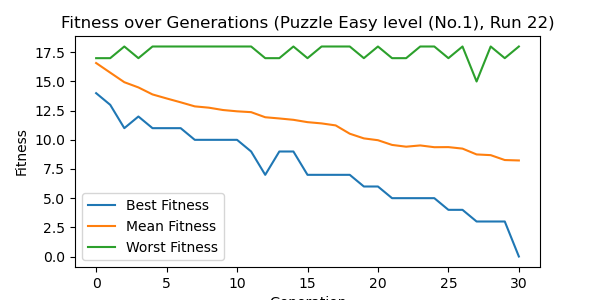 Fitness over Generations (Puzzle Easy level (No.1), Run 22)
17.5
15.0
12.5
10.0
7.5
5.0
2.5
0.0
Fitness
Best Fitness
Mean Fitness
Worst Fitness
0 5 10 15 20 25 30
Generation